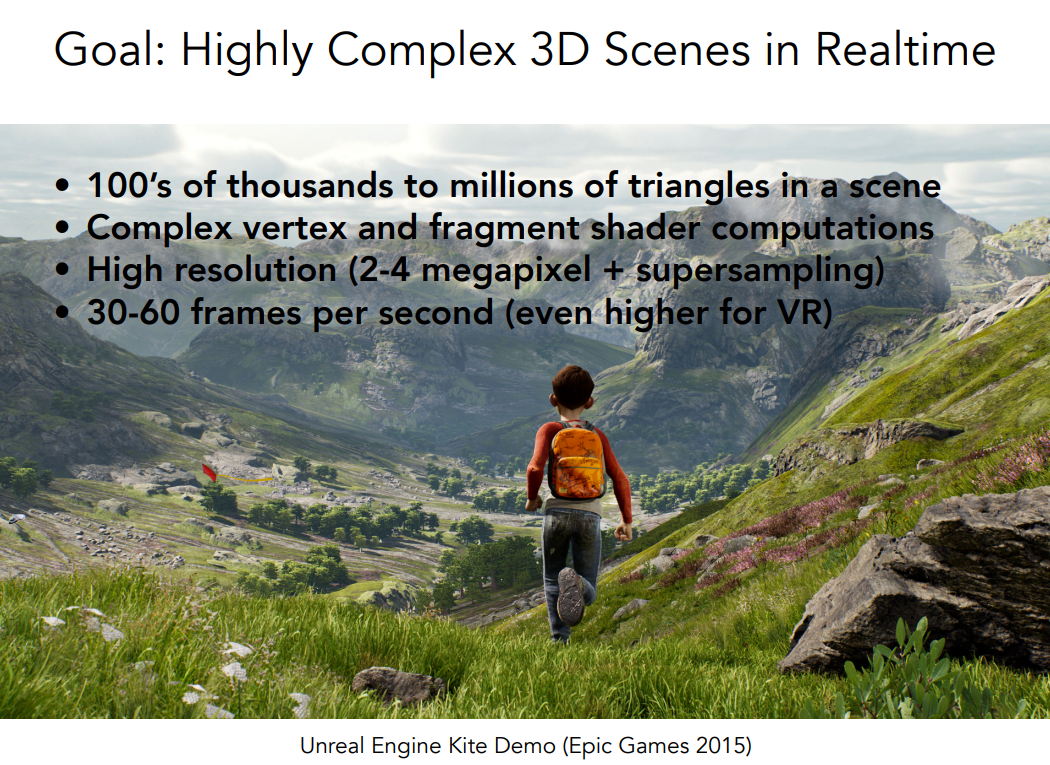 Goal: Highly Complex 3D Scenes in Realtime
• 100’s of thousands to millions of triangles in a scene
• Complex vertex and fragment shader computations
• High resolution (2-4 megapixel + supersampling)
• 30-60 frames per second (even higher for VR)
Unreal Engine Kite Demo (Epic Games 2015)